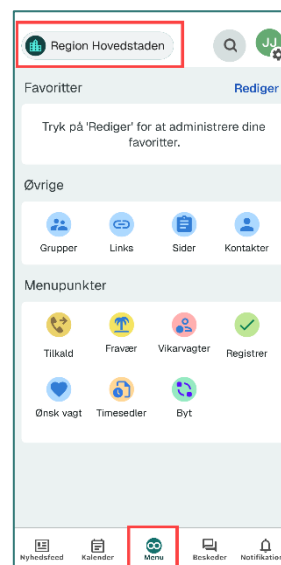 Region Hovedstaden
JJ
Favoritter Rediger
Tryk på 'Rediger' for at administrere dine
favoritter.
Øvrige
Grupper Links Sider Kontakter
Menupunkter
Tilkald Fravær Vikarvagter Registrer
Ønsk vagt Timesedler Byt
Nyhedsfeed Kalender Menu Beskeder Notifikation